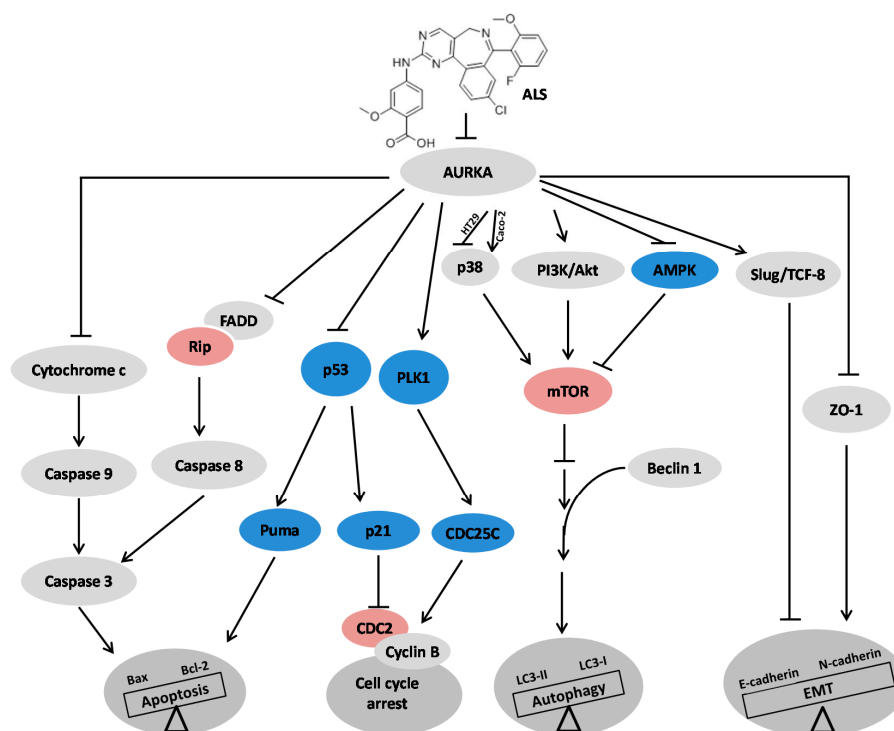 O
N
N
N
HN
N
F
O
Cl
O
OH
ALS
AURKA
HT29
Caco-2
p38
PI3K/Akt
AMPK
Slug/TCF-8
FADD
Rip
Cytochrome c
p53
PLK1
mTOR
ZO-1
Caspase 9
Caspase 8
Beclin 1
Puma
p21
CDC25C
Caspase 3
CDC2
Cyclin B
Bax
Bcl-2
Apoptosis
Cell cycle
arrest
LC3-II
LC3-I
Autophagy
E-cadherin
N-cadherin
EMT